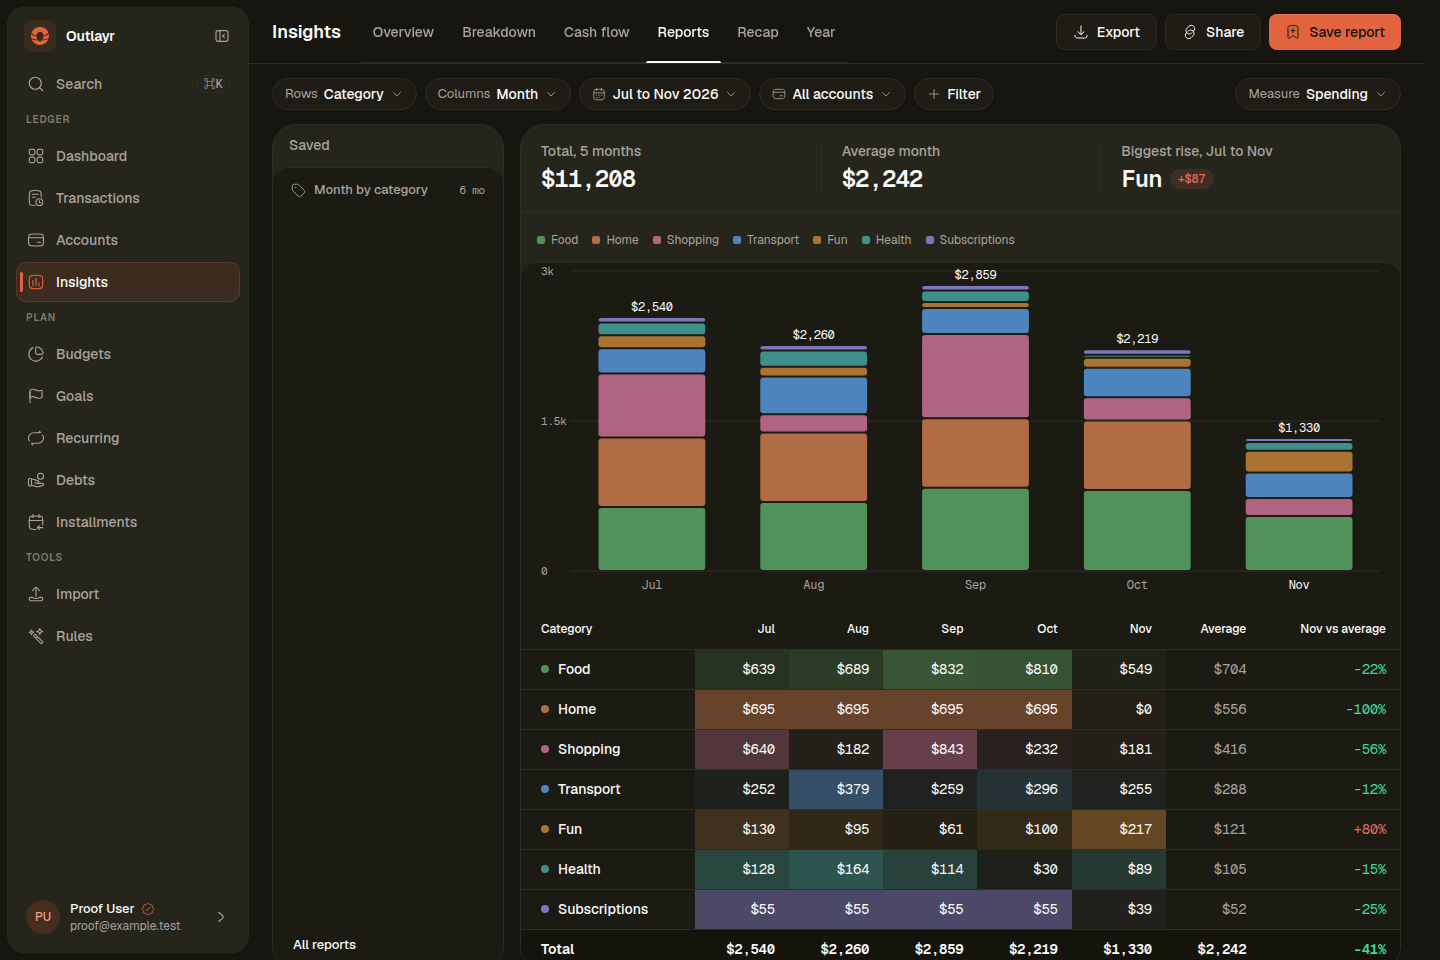 Outlayr
Search ⌘K
LEDGER
Dashboard
Transactions
Accounts
Insights
PLAN
Budgets
Goals
Recurring
Debts
Installments
TOOLS
Import
Rules
PU Proof User
proof@example.test
Insights Overview Breakdown Cash flow Reports Recap Year Export Share Save report
Rows Category Columns Month Jul to Nov 2026 All accounts Filter Measure Spending
Saved
Month by category 6 mo
All reports
Total, 5 months Average month Biggest rise, Jul to Nov
$11,208 $2,242 Fun +$87
Food Home Shopping Transport Fun Health Subscriptions
3k
1.5k
0
$2,540 $2,260 $2,859 $2,219 $1,330
Jul Aug Sep Oct Nov
Category Jul Aug Sep Oct Nov Average Nov vs average
Food $639 $689 $832 $810 $549 $704 -22%
Home $695 $695 $695 $695 $0 $556 -100%
Shopping $640 $182 $843 $232 $181 $416 -56%
Transport $252 $379 $259 $296 $255 $288 -12%
Fun $130 $95 $61 $100 $217 $121 +80%
Health $128 $164 $114 $30 $89 $105 -15%
Subscriptions $55 $55 $55 $55 $39 $52 -25%
Total $2,540 $2,260 $2,859 $2,219 $1,330 $2,242 -41%